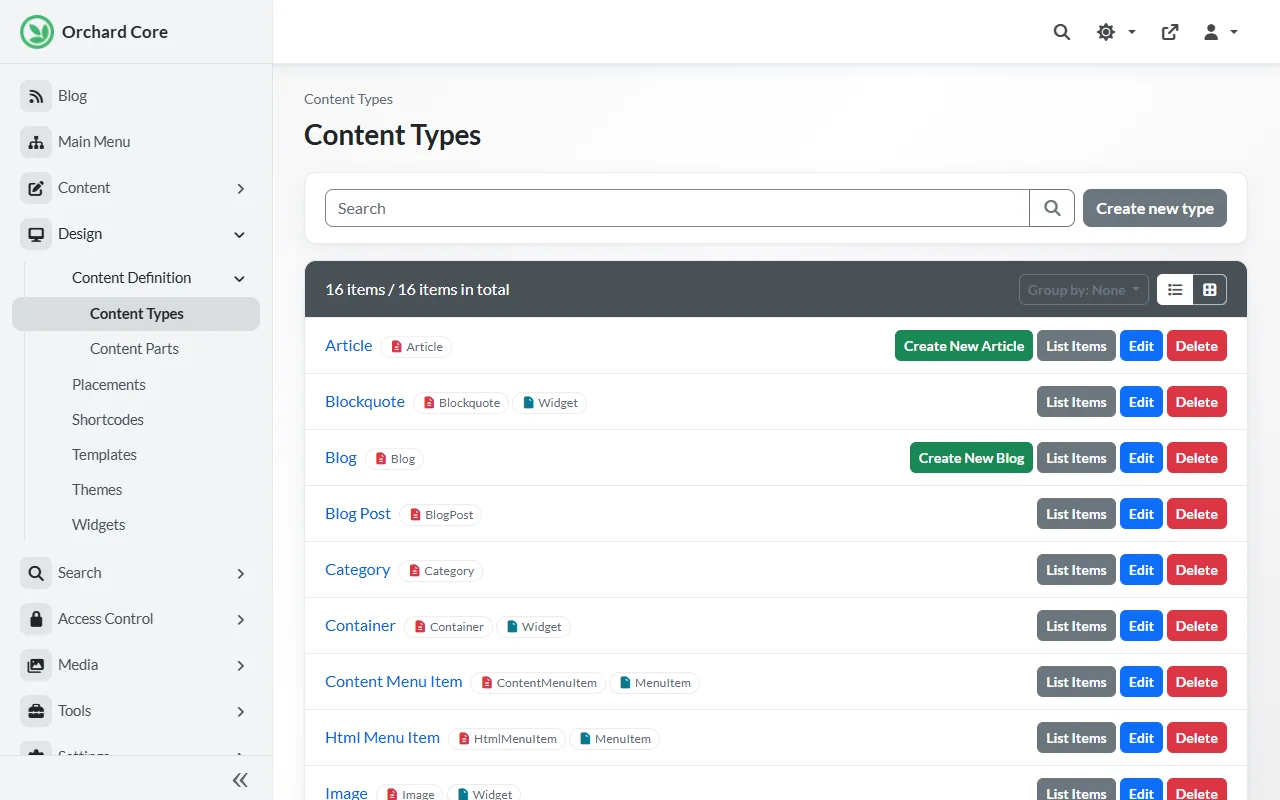 Orchard Core
Blog
Main Menu
Content
Design
Content Definition
Content Types
Content Parts
Placements
Shortcodes
Templates
Themes
Widgets
Search
Access Control
Media
Tools
Settings
Content Types
Content Types
Search
Create new type
16 items / 16 items in total
Group by: None
Article Article Create New Article List Items Edit Delete
Blockquote Blockquote Widget List Items Edit Delete
Blog Blog Create New Blog List Items Edit Delete
Blog Post BlogPost List Items Edit Delete
Category Category List Items Edit Delete
Container Container Widget List Items Edit Delete
Content Menu Item ContentMenuItem MenuItem List Items Edit Delete
Html Menu Item HtmlMenuItem MenuItem List Items Edit Delete
Image Image Widget List Items Edit Delete